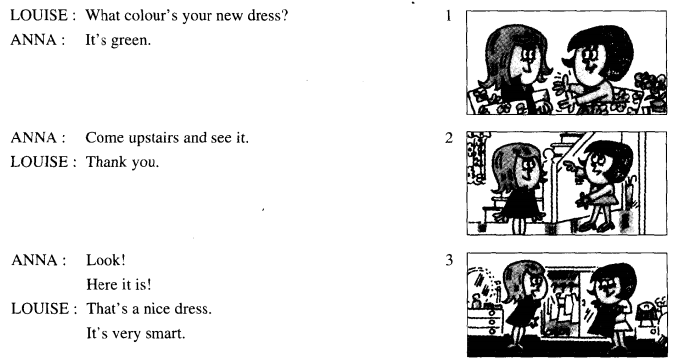 LOUISE : What colour's your new dress? 1
ANNA : It's green.
ANNA : Come upstairs and see it. 2
LOUISE : Thank you.
ANNA : Look! 3
Here it is!
LOUISE : That's a nice dress.
It's very smart.